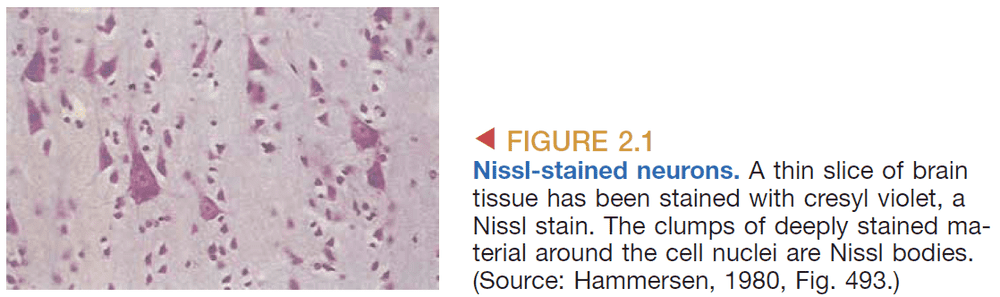 ◄ FIGURE 2.1
Nissl-stained neurons. A thin slice of brain
tissue has been stained with cresyl violet, a
Nissl stain. The clumps of deeply stained ma-
terial around the cell nuclei are Nissl bodies.
(Source: Hammersen, 1980, Fig. 493.)